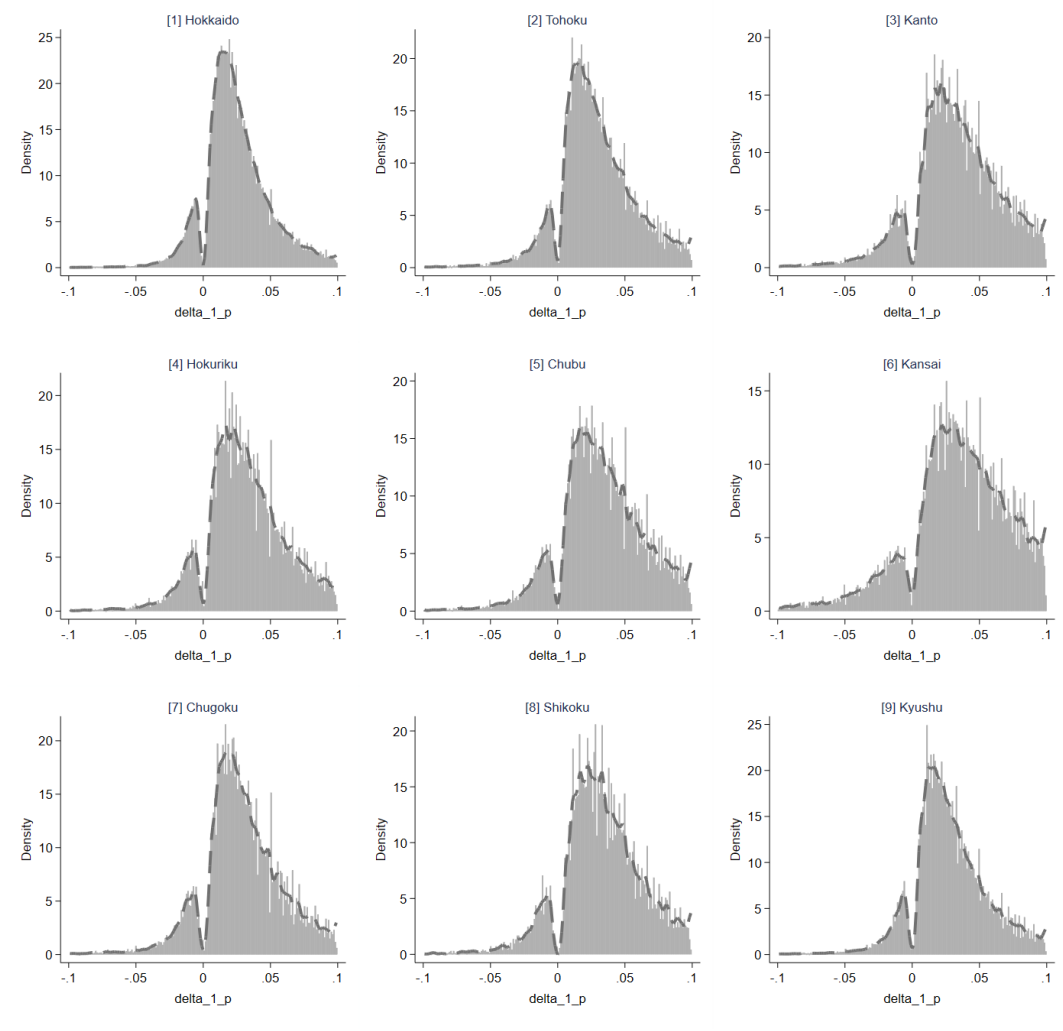 [1] Hokkaido
25
20
15
10
5
0
Density
-.1 -.05 0 .05 .1
delta_1_p
[2] Tohoku
20
15
10
5
0
Density
-.1 -.05 0 .05 .1
delta_1_p
[3] Kanto
20
15
10
5
0
Density
-.1 -.05 0 .05 .1
delta_1_p
[4] Hokuriku
20
15
10
5
0
Density
-.1 -.05 0 .05 .1
delta_1_p
[5] Chubu
20
15
10
5
0
Density
-.1 -.05 0 .05 .1
delta_1_p
[6] Kansai
15
10
5
0
Density
-.1 -.05 0 .05 .1
delta_1_p
[7] Chugoku
20
15
10
5
0
Density
-.1 -.05 0 .05 .1
delta_1_p
[8] Shikoku
20
15
10
5
0
Density
-.1 -.05 0 .05 .1
delta_1_p
[9] Kyushu
25
20
15
10
5
0
Density
-.1 -.05 0 .05 .1
delta_1_p